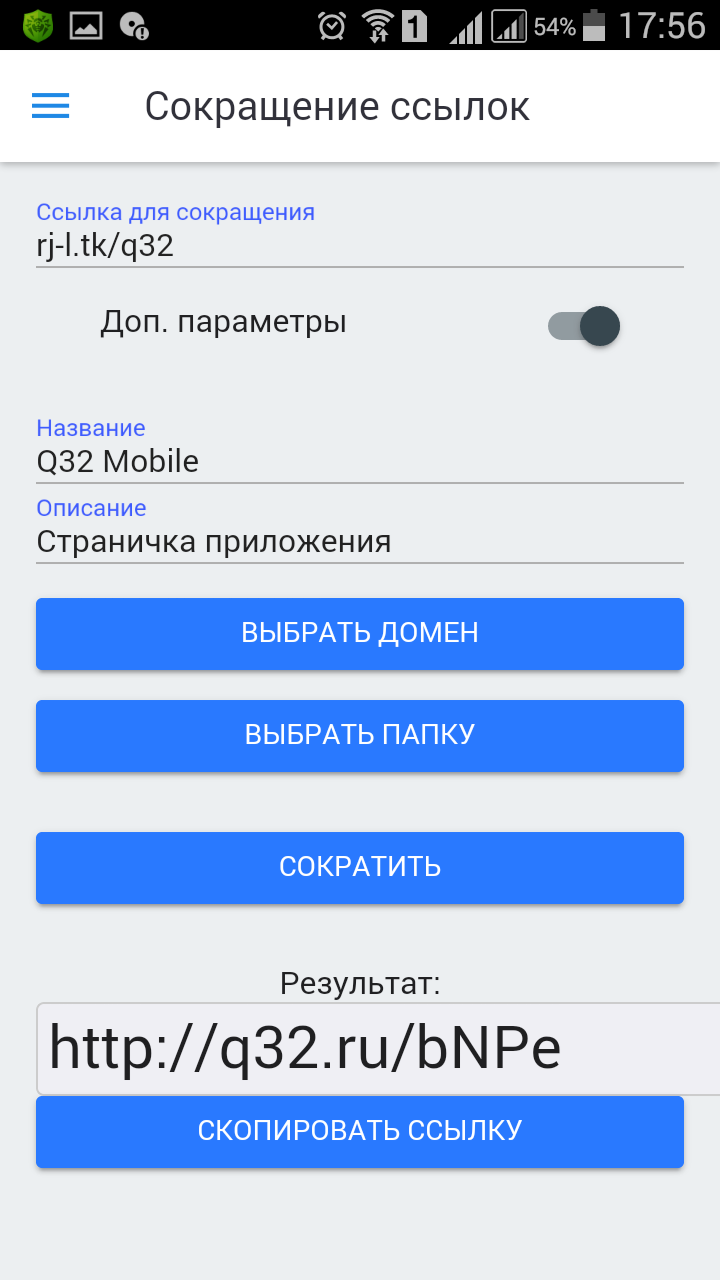 1 54% 17:56
Сокращение ссылок
Ссылка для сокращения
rj-l.tk/q32
Доп. параметры
Название
Q32 Mobile
Описание
Страничка приложения
ВЫБРАТЬ ДОМЕН
ВЫБРАТЬ ПАПКУ
СОКРАТИТЬ
Результат:
http://q32.ru/bNPe
СКОПИРОВАТЬ ССЫЛКУ